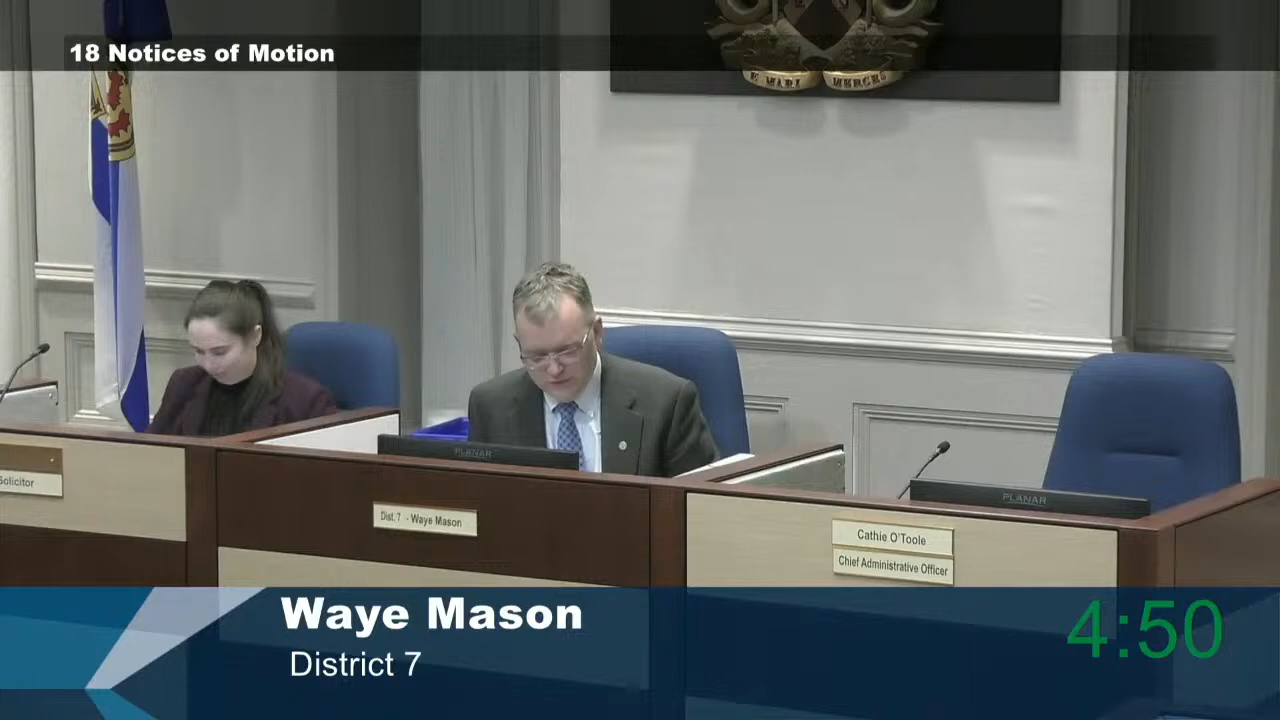 18 Notices of Motion
E MARI MERCES
PLANAR
PLANAR
Solicitor
Dist. 7 - Waye Mason
Cathie O'Toole
Chief Administrative Officer
Waye Mason
District 7
4:50